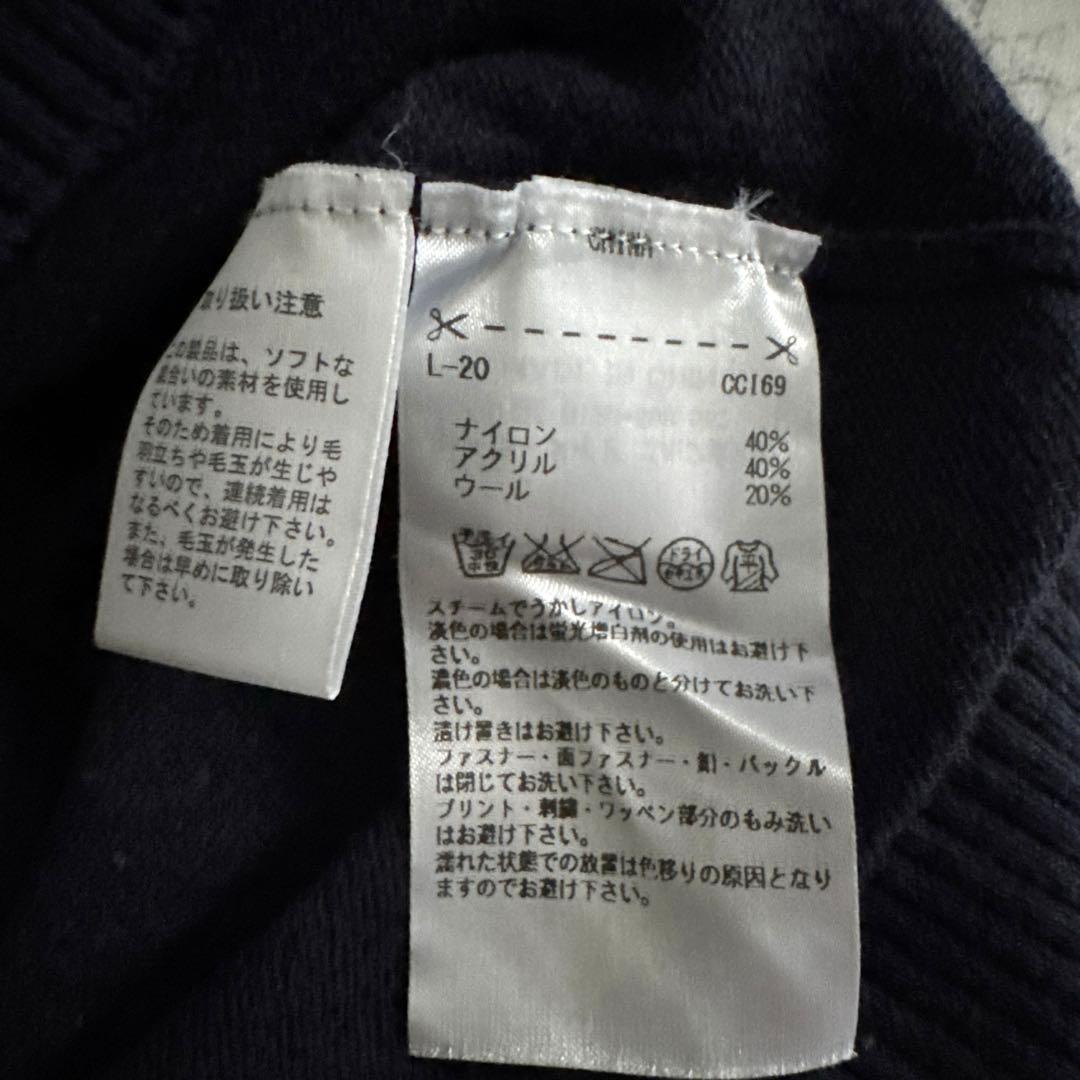 取り扱い注意
この製品は、ソフトな
風合いの素材を使用し
ています。
そのため着用により毛
羽立ちや毛玉が生じや
すいので、連続着用は
なるべくお避け下さい。
また、毛玉が発生した
場合は早めに取り除い
て下さい。
L-20 CCI69
ナイロン 40%
アクリル 40%
ウール 20%
手洗イ
中性
ドライ
平
スチームでうかしアイロン。
淡色の場合は蛍光増白剤の使用はお避け下
さい。
濃色の場合は淡色のものと分けてお洗い下
さい。
漬け置きはお避け下さい。
ファスナー・面ファスナー・釦・バックル
は閉じてお洗い下さい。
プリント・刺繍・ワッペン部分のもみ洗い
はお避け下さい。
濡れた状態での放置は色移りの原因となり
ますのでお避け下さい。